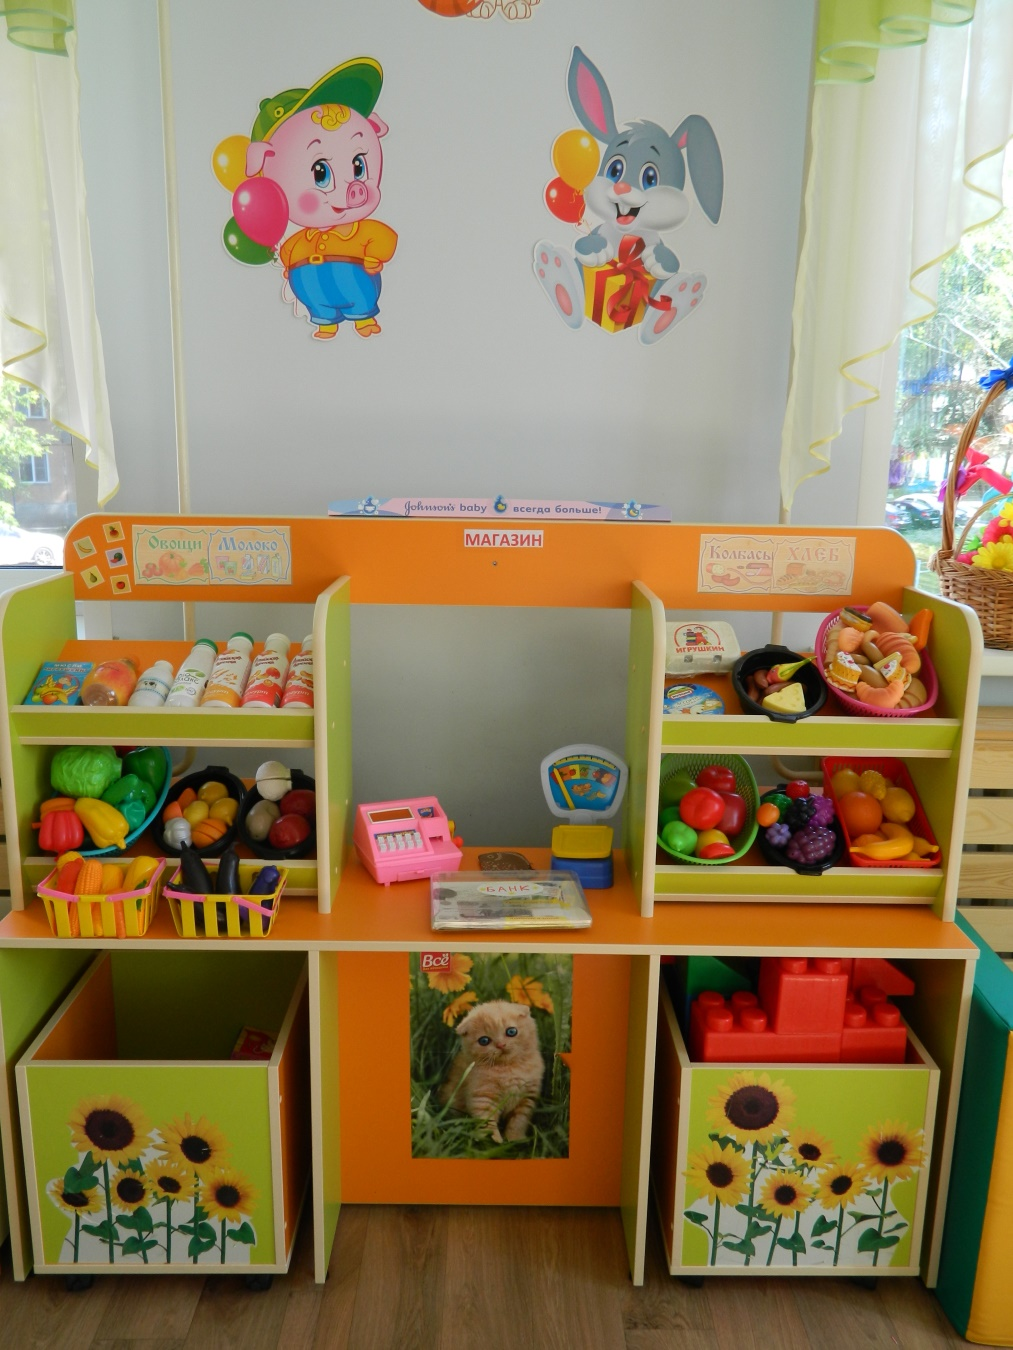 Johnson's baby всегда больше!
МАГАЗИН
Овощи Молоко
Колбасы ХЛЕБ
ИГРУШКИН
БАНК
Всё